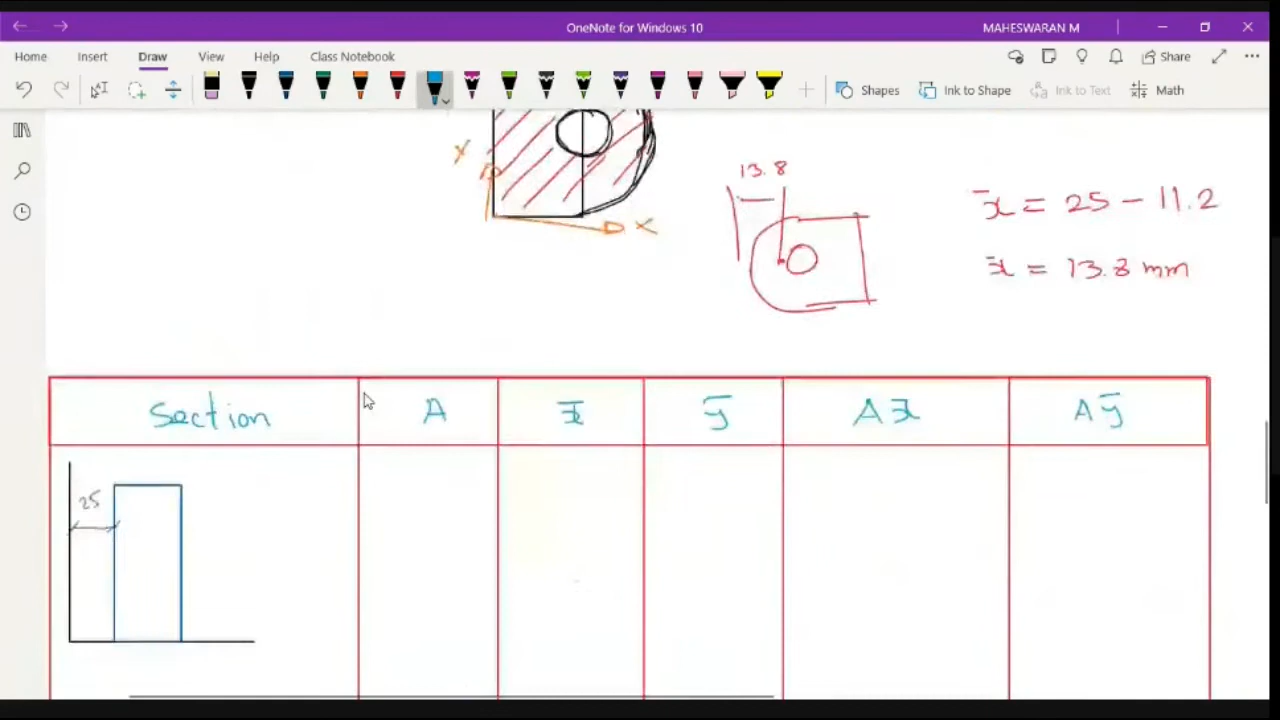 OneNote for Windows 10
MAHESWARAN M
Home Insert Draw View Help Class Notebook
Share
Shapes Ink to Shape Ink to Text Math
Y
X
13.8
x̄ = 25 - 11.2
x̄ = 13.8 mm
Section A x̄ ȳ Ax̄ Aȳ
25